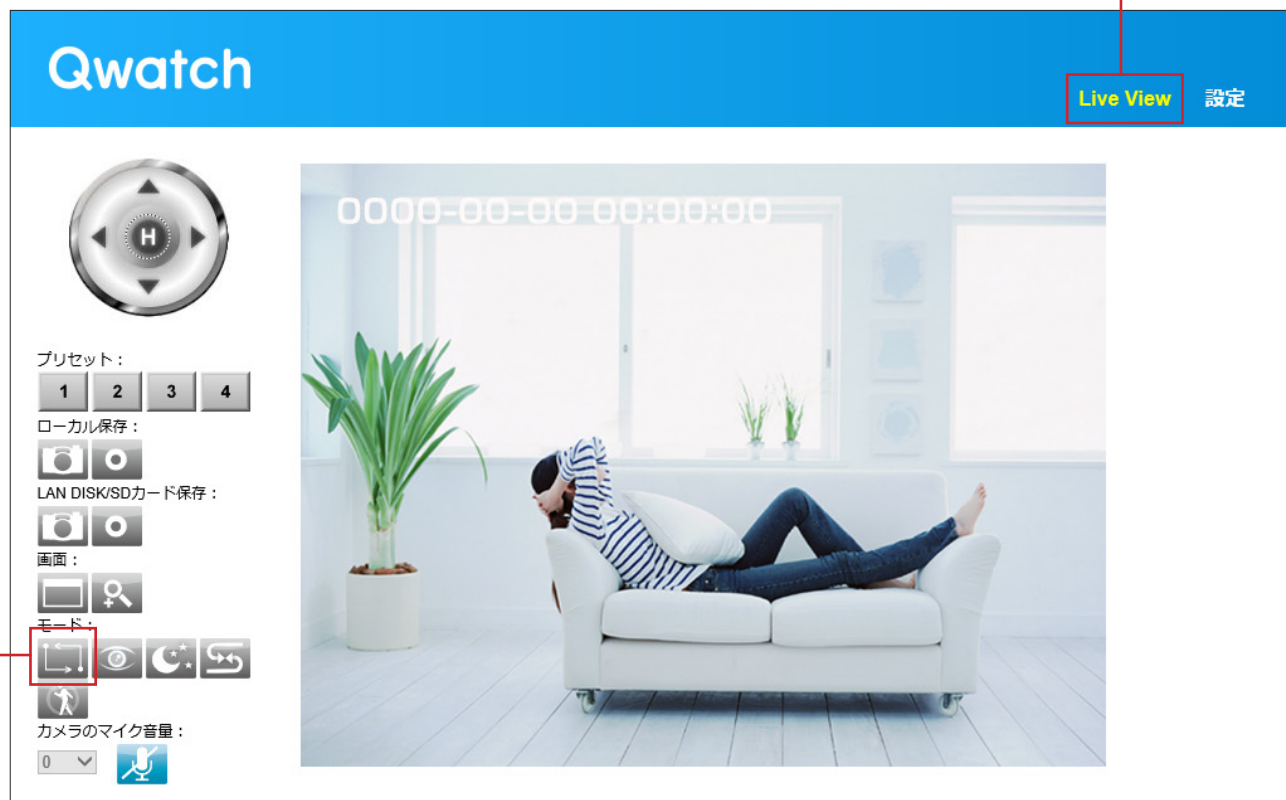 Qwatch
Live View 設定
0000-00-00 00:00:00
H
プリセット：
1 2 3 4
ローカル保存：
LAN DISK/SDカード保存：
画面：
モード：
カメラのマイク音量：
0